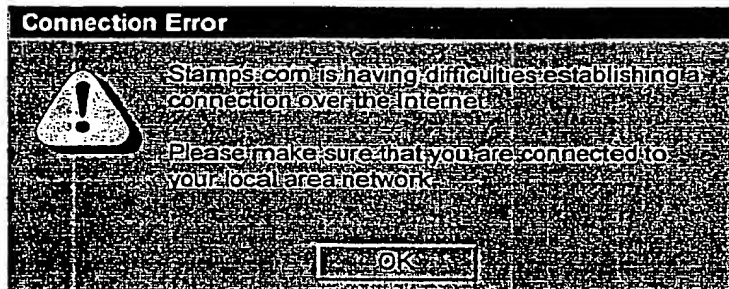 Connection Error
Stamps.com is having difficulties establishing a
connection over the Internet.
Please make sure that you are connected to
your local area network.
OK